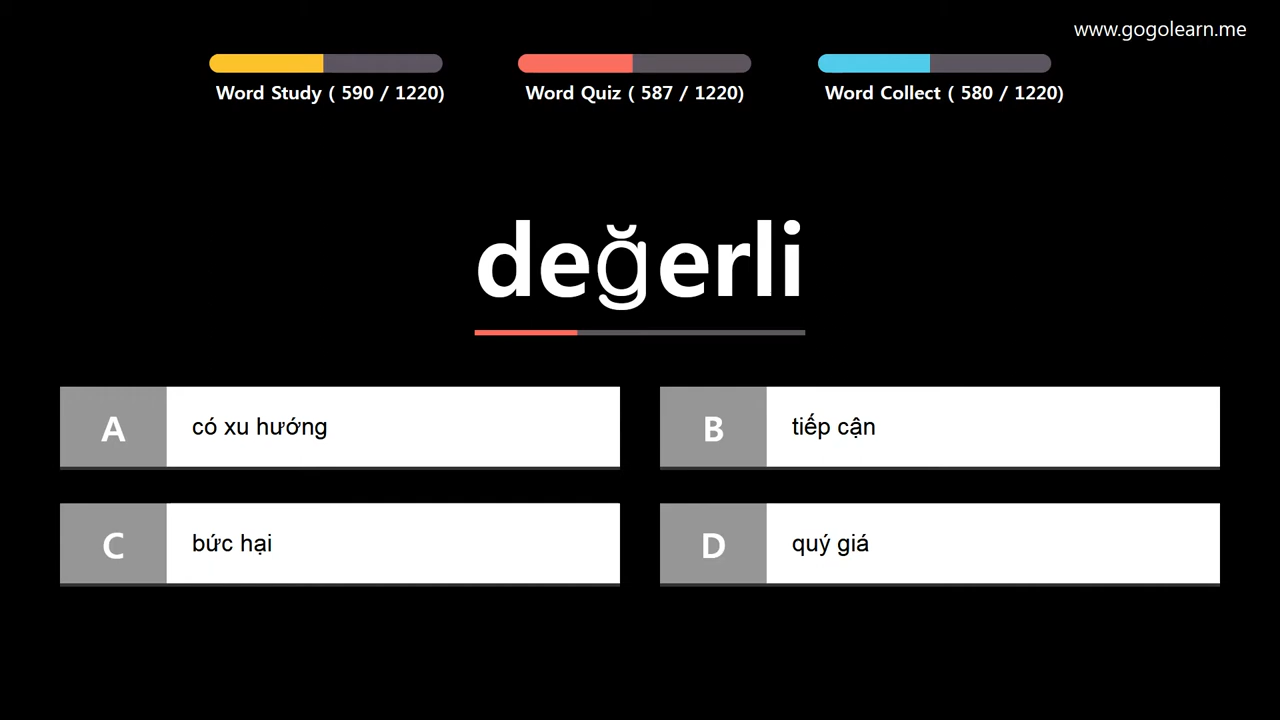 www.gogolearn.me
Word Study ( 590 / 1220)
Word Quiz ( 587 / 1220)
Word Collect ( 580 / 1220)
değerli
A
có xu hướng
B
tiếp cận
C
bức hại
D
quý giá